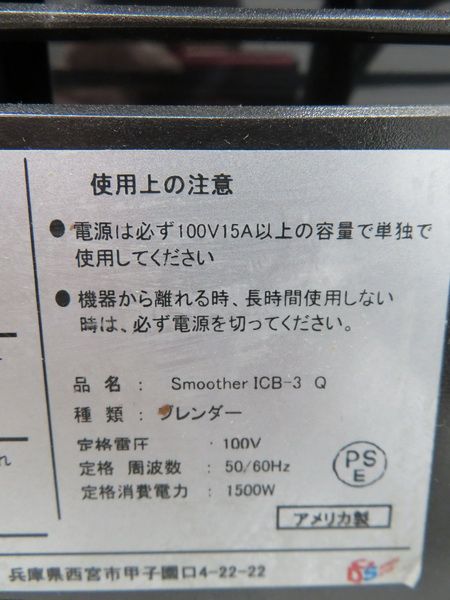 使用上の注意
●電源は必ず100V15A以上の容量で単独で
使用してください
●機器から離れる時、長時間使用しない
時は、必ず電源を切ってください。
品 名 : Smoother ICB-3 Q
種 類 : ブレンダー
定格電圧 : 100V
定格 周波数 : 50/60Hz
定格消費電力 : 1500W
PS
E
アメリカ製
れ
兵庫県西宮市甲子園口4-22-22